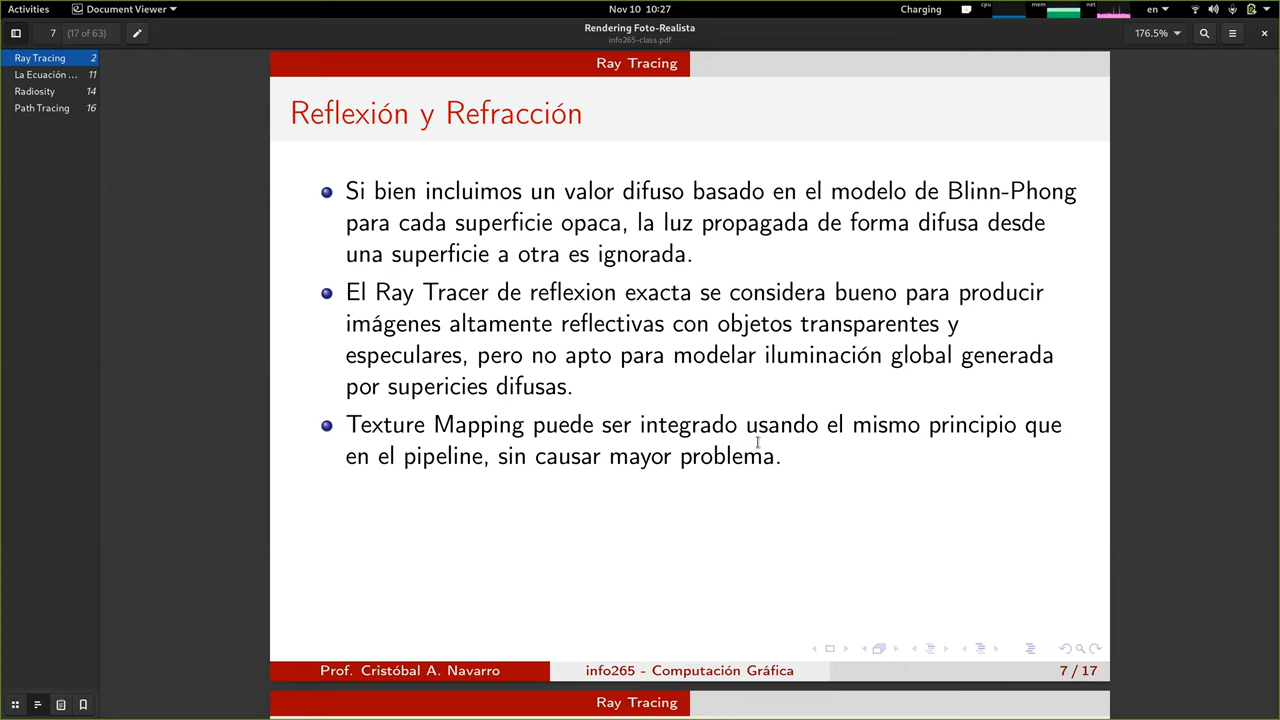 Activities
Document Viewer
Nov 10 10:27
Charging
cpu
mem
net
en
7
(17 of 63)
Rendering Foto-Realista
info265-class.pdf
176.5%
Ray Tracing 2
La Ecuación ... 11
Radiosity 14
Path Tracing 16
Ray Tracing
Reflexión y Refracción
Si bien incluimos un valor difuso basado en el modelo de Blinn-Phong
para cada superficie opaca, la luz propagada de forma difusa desde
una superficie a otra es ignorada.
El Ray Tracer de reflexion exacta se considera bueno para producir
imágenes altamente reflectivas con objetos transparentes y
especulares, pero no apto para modelar iluminación global generada
por supericies difusas.
Texture Mapping puede ser integrado usando el mismo principio que
en el pipeline, sin causar mayor problema.
Prof. Cristóbal A. Navarro
info265 - Computación Gráfica
7 / 17
Ray Tracing